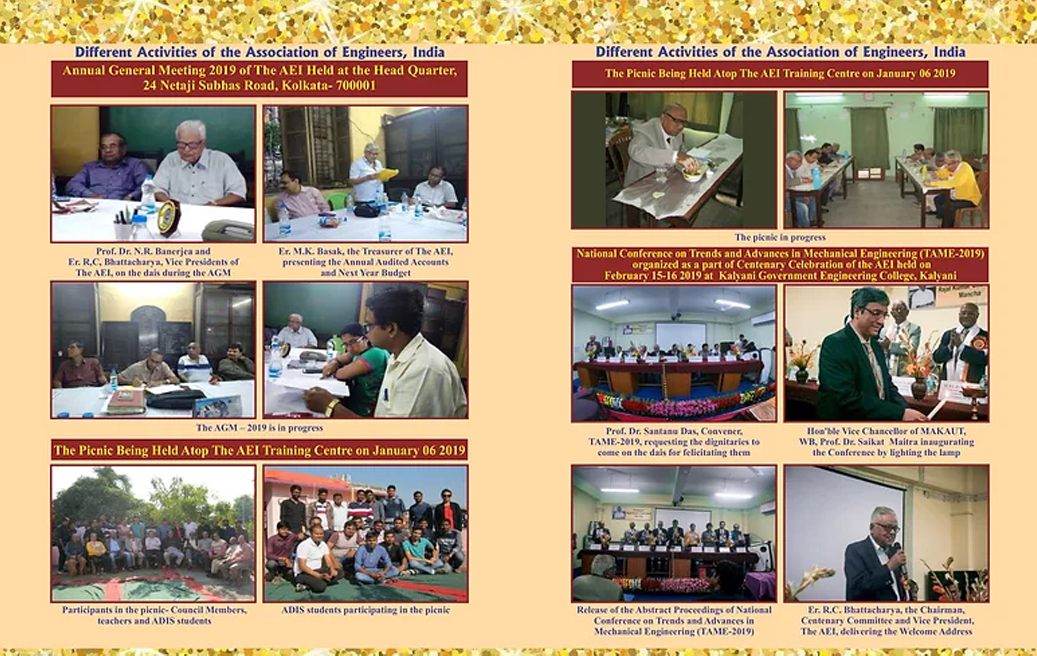 Different Activities of the Association of Engineers, India
Annual General Meeting 2019 of The AEI Held at the Head Quarter,
24 Netaji Subhas Road, Kolkata- 700001
Prof. Dr. N.R. Banerjea and
Er. R,C, Bhattacharya, Vice Presidents of
The AEI, on the dais during the AGM
Er. M.K. Basak, the Treasurer of The AEI,
presenting the Annual Audited Accounts
and Next Year Budget
The AGM – 2019 is in progress
The Picnic Being Held Atop The AEI Training Centre on January 06 2019
Participants in the picnic- Council Members,
teachers and ADIS students
ADIS students participating in the picnic
Different Activities of the Association of Engineers, India
The Picnic Being Held Atop The AEI Training Centre on January 06 2019
The picnic in progress
National Conference on Trends and Advances in Mechanical Engineering (TAME-2019)
organized as a part of Centenary Celebration of the AEI held on
February 15-16 2019 at Kalyani Government Engineering College, Kalyani
Prof. Dr. Santanu Das, Convener,
TAME-2019, requesting the dignitaries to
come on the dais for felicitating them
Hon'ble Vice Chancellor of MAKAUT,
WB, Prof. Dr. Saikat Maitra inaugurating
the Conference by lighting the lamp
Release of the Abstract Proceedings of National
Conference on Trends and Advances in
Mechanical Engineering (TAME-2019)
Er. R.C. Bhattacharya, the Chairman,
Centenary Committee and Vice President,
The AEI, delivering the Welcome Address